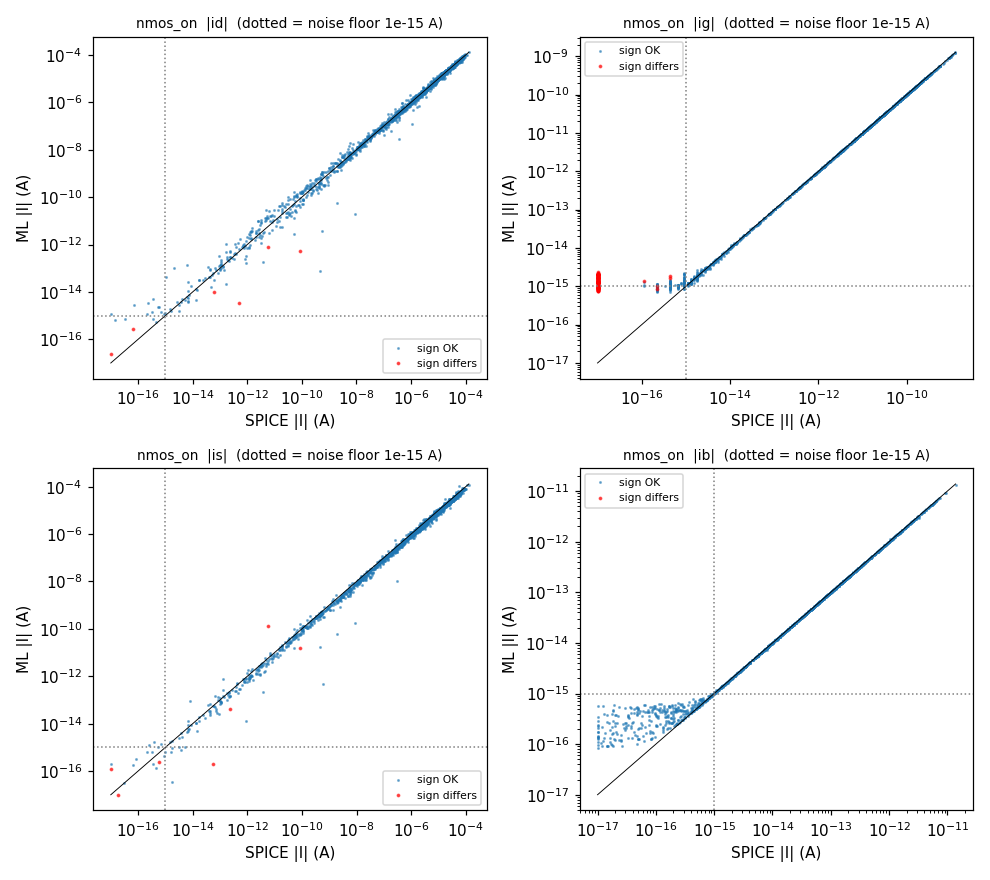 nmos_on |id| (dotted = noise floor 1e-15 A)
10⁻⁴
10⁻⁶
10⁻⁸
10⁻¹⁰
10⁻¹²
10⁻¹⁴
10⁻¹⁶
ML |I| (A)
sign OK
sign differs
10⁻¹⁶ 10⁻¹⁴ 10⁻¹² 10⁻¹⁰ 10⁻⁸ 10⁻⁶ 10⁻⁴
SPICE |I| (A)
nmos_on |ig| (dotted = noise floor 1e-15 A)
sign OK
sign differs
10⁻⁹
10⁻¹⁰
10⁻¹¹
10⁻¹²
10⁻¹³
10⁻¹⁴
10⁻¹⁵
10⁻¹⁶
10⁻¹⁷
ML |I| (A)
10⁻¹⁶ 10⁻¹⁴ 10⁻¹² 10⁻¹⁰
SPICE |I| (A)
nmos_on |is| (dotted = noise floor 1e-15 A)
10⁻⁴
10⁻⁶
10⁻⁸
10⁻¹⁰
10⁻¹²
10⁻¹⁴
10⁻¹⁶
ML |I| (A)
sign OK
sign differs
10⁻¹⁶ 10⁻¹⁴ 10⁻¹² 10⁻¹⁰ 10⁻⁸ 10⁻⁶ 10⁻⁴
SPICE |I| (A)
nmos_on |ib| (dotted = noise floor 1e-15 A)
sign OK
sign differs
10⁻¹¹
10⁻¹²
10⁻¹³
10⁻¹⁴
10⁻¹⁵
10⁻¹⁶
10⁻¹⁷
ML |I| (A)
10⁻¹⁷ 10⁻¹⁶ 10⁻¹⁵ 10⁻¹⁴ 10⁻¹³ 10⁻¹² 10⁻¹¹
SPICE |I| (A)